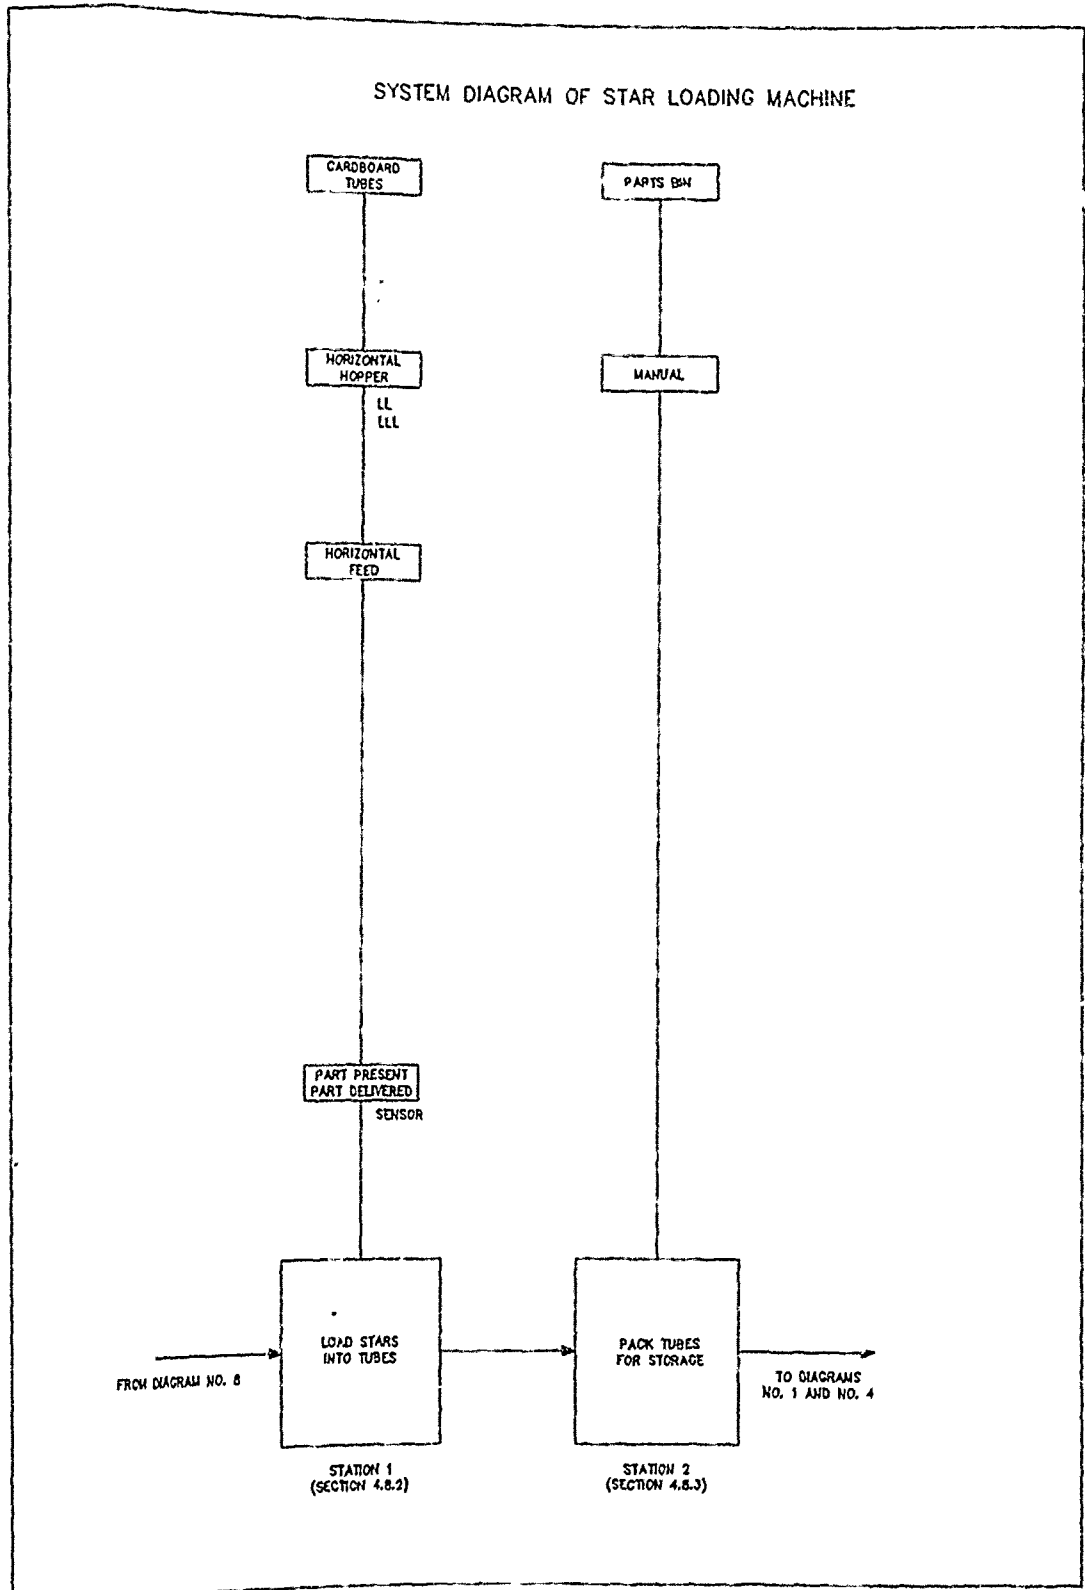 SYSTEM DIAGRAM OF STAR LOADING MACHINE
CARDBOARD
TUBES
PARTS BIN
HORIZONTAL
HOPPER
LL
LLL
MANUAL
HORIZONTAL
FEED
PART PRESENT
PART DELIVERED
SENSOR
LOAD STARS
INTO TUBES
PACK TUBES
FOR STORAGE
FROM DIAGRAM NO. 8
TO DIAGRAMS
NO. 1 AND NO. 4
STATION 1
(SECTION 4.8.2)
STATION 2
(SECTION 4.8.3)